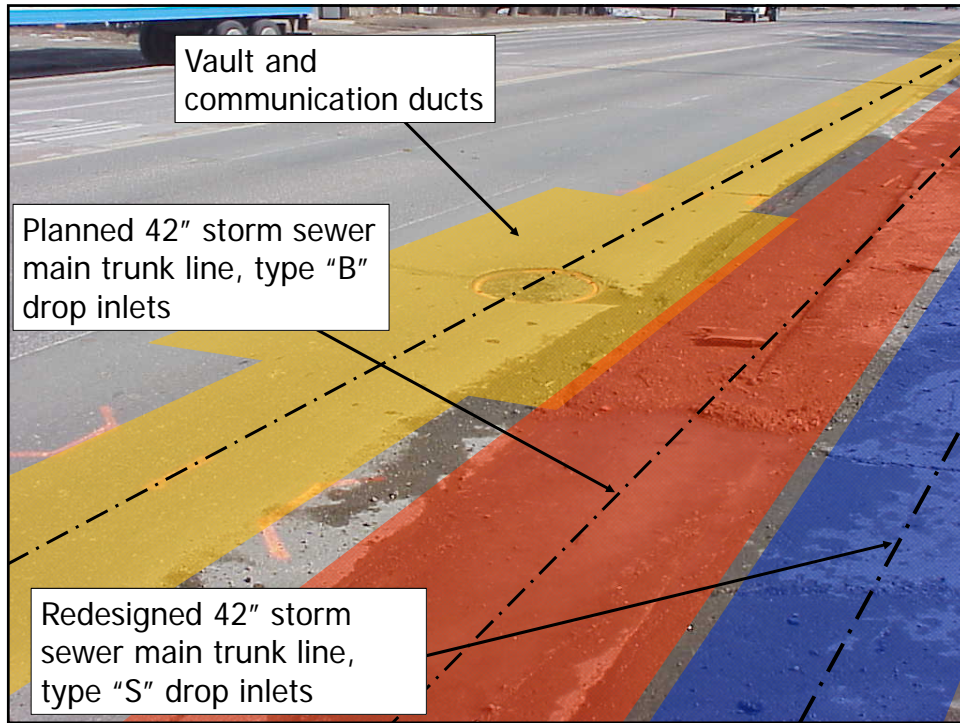 Vault and
communication ducts
Planned 42″ storm sewer
main trunk line, type “B”
drop inlets
Redesigned 42″ storm
sewer main trunk line,
type “S” drop inlets